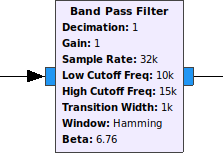 Band Pass Filter
Decimation: 1
Gain: 1
Sample Rate: 32k
Low Cutoff Freq: 10k
High Cutoff Freq: 15k
Transition Width: 1k
Window: Hamming
Beta: 6.76